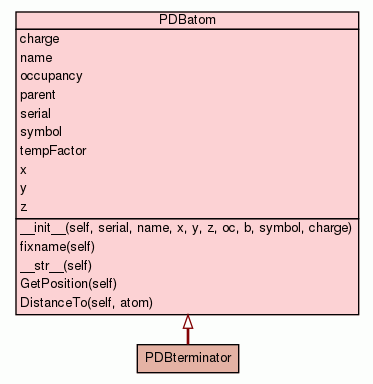 PDBatom
charge
name
occupancy
parent
serial
symbol
tempFactor
x
y
z
__init__(self, serial, name, x, y, z, oc, b, symbol, charge)
fixname(self)
__str__(self)
GetPosition(self)
DistanceTo(self, atom)
PDBterminator